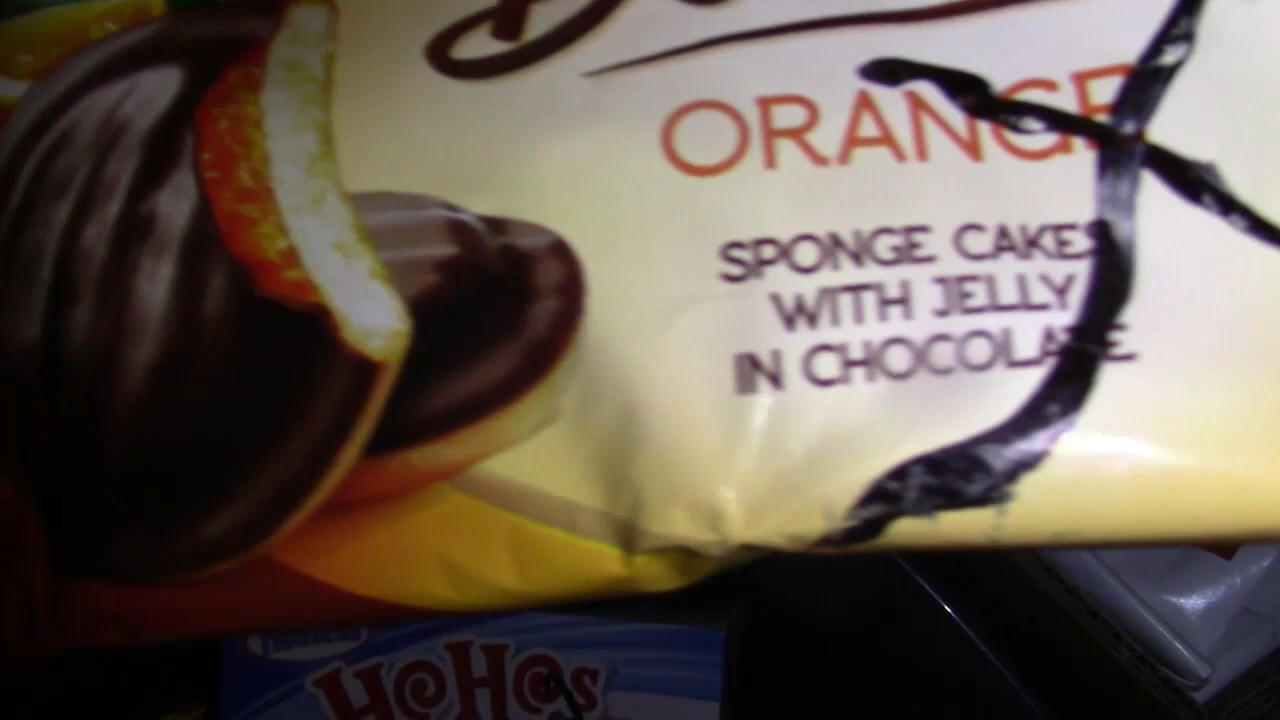 ORANGE
SPONGE CAKES
WITH JELLY
IN CHOCOLATE
HOHOS